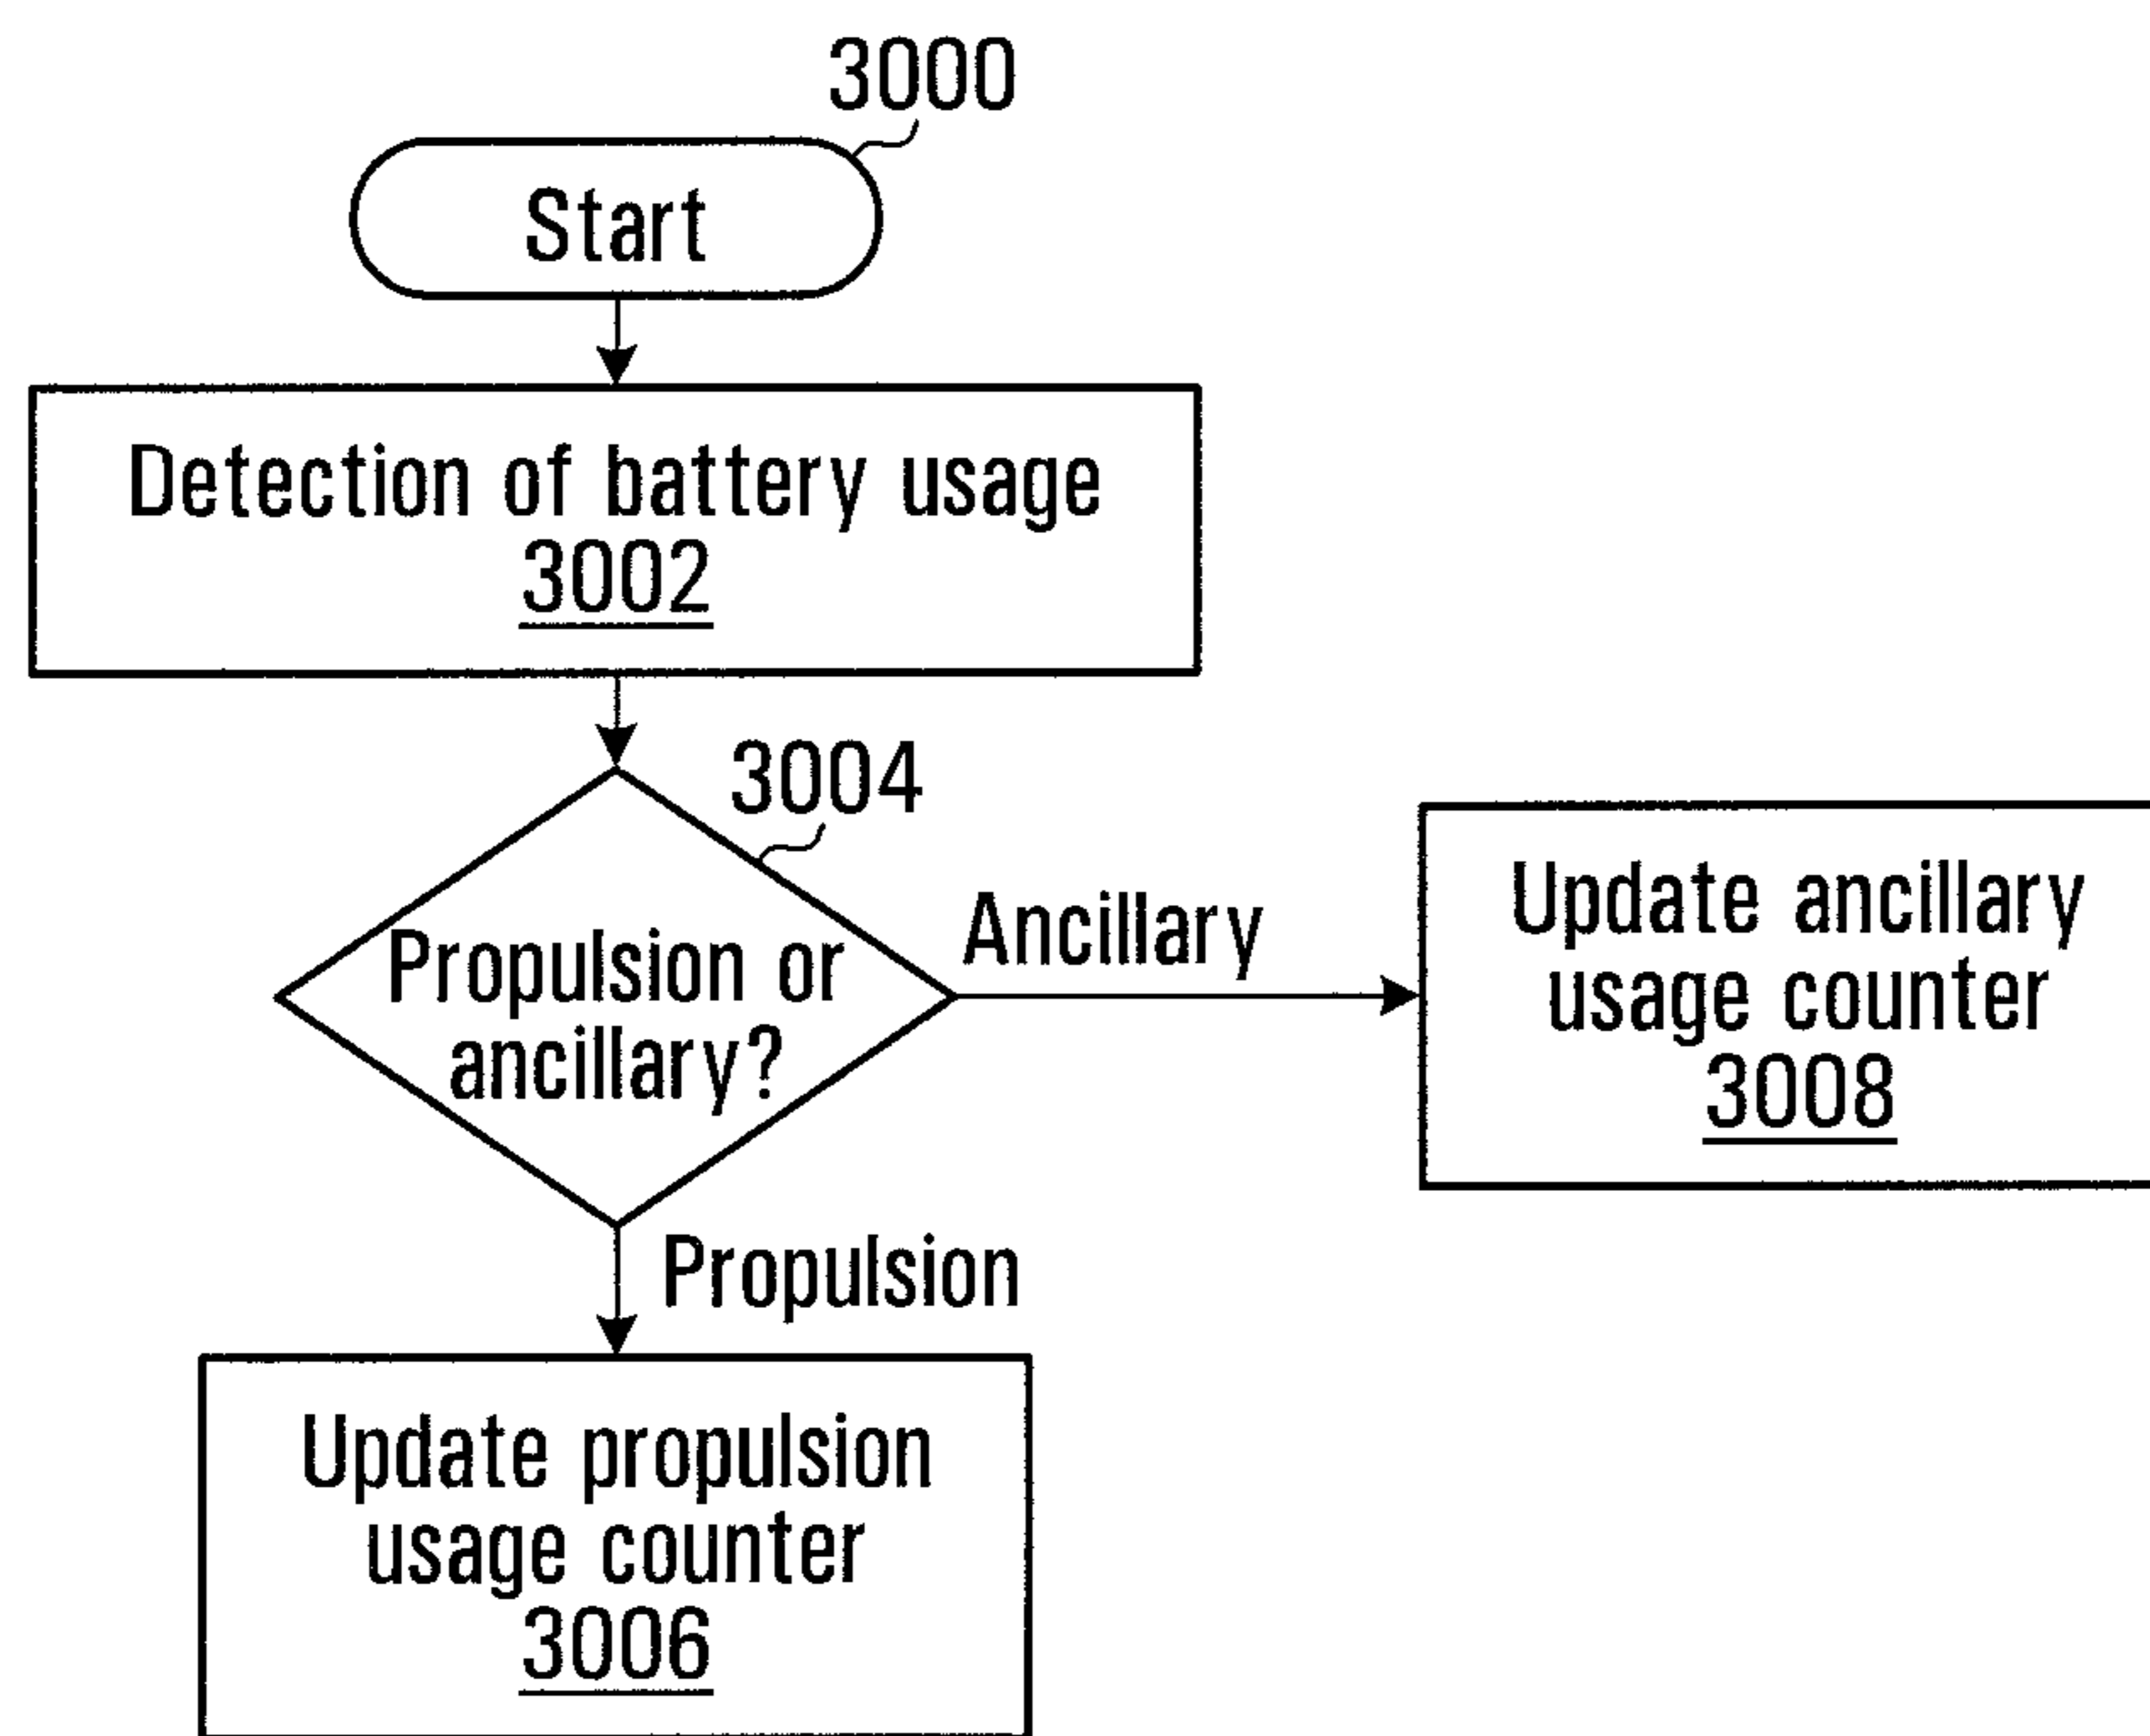 3000
Start
Detection of battery usage
3002
3004
Propulsion or
ancillary?
Ancillary
Update ancillary
usage counter
3008
Propulsion
Update propulsion
usage counter
3006